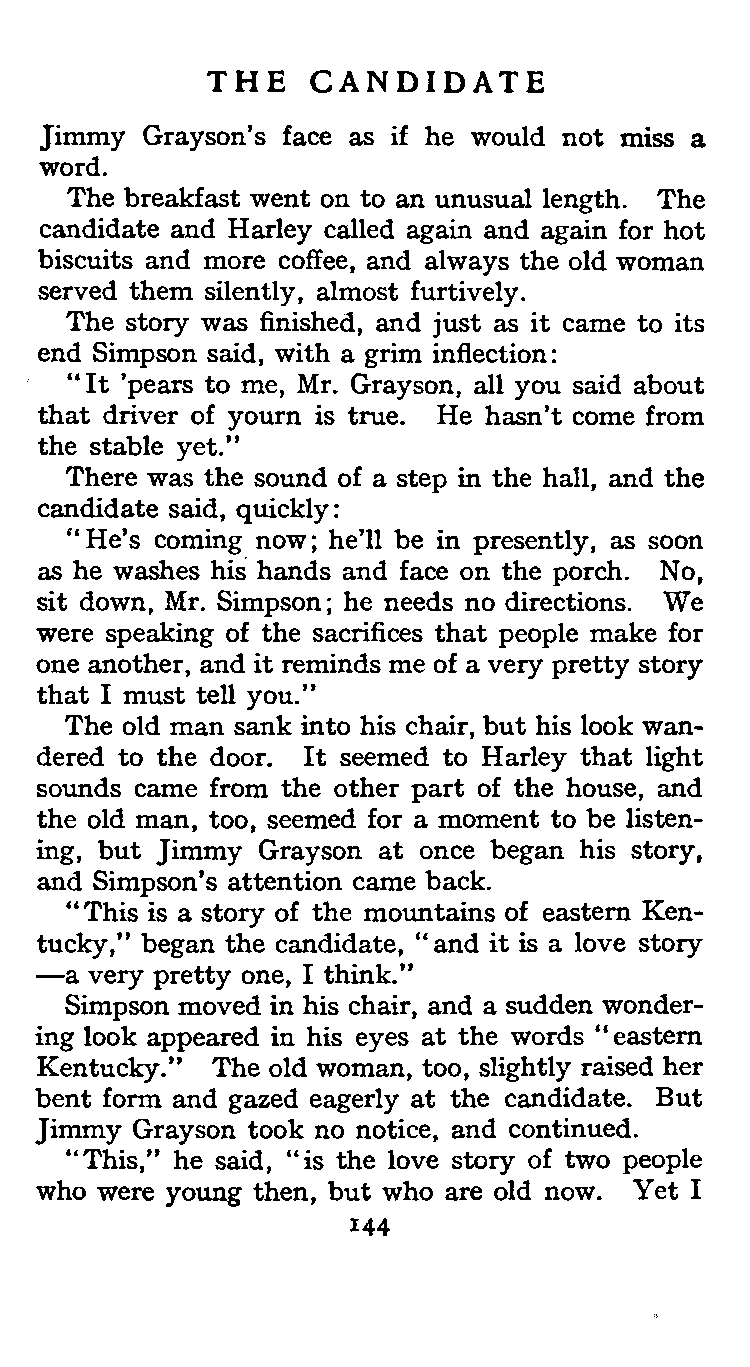 THE CANDIDATE
Jimmy Grayson's face as if he would not miss a
word.
The breakfast went on to an unusual length. The
candidate and Harley called again and again for hot
biscuits and more coffee, and always the old woman
served them silently, almost furtively.
The story was finished, and just as it came to its
end Simpson said, with a grim inflection:
"It 'pears to me, Mr. Grayson, all you said about
that driver of yourn is true. He hasn't come from
the stable yet."
There was the sound of a step in the hall, and the
candidate said, quickly:
"He's coming now; he'll be in presently, as soon
as he washes his hands and face on the porch. No,
sit down, Mr. Simpson; he needs no directions. We
were speaking of the sacrifices that people make for
one another, and it reminds me of a very pretty story
that I must tell you."
The old man sank into his chair, but his look wan-
dered to the door. It seemed to Harley that light
sounds came from the other part of the house, and
the old man, too, seemed for a moment to be listen-
ing, but Jimmy Grayson at once began his story,
and Simpson's attention came back.
"This is a story of the mountains of eastern Ken-
tucky," began the candidate, "and it is a love story
—a very pretty one, I think."
Simpson moved in his chair, and a sudden wonder-
ing look appeared in his eyes at the words "eastern
Kentucky." The old woman, too, slightly raised her
bent form and gazed eagerly at the candidate. But
Jimmy Grayson took no notice, and continued.
"This," he said, "is the love story of two people
who were young then, but who are old now. Yet I
144